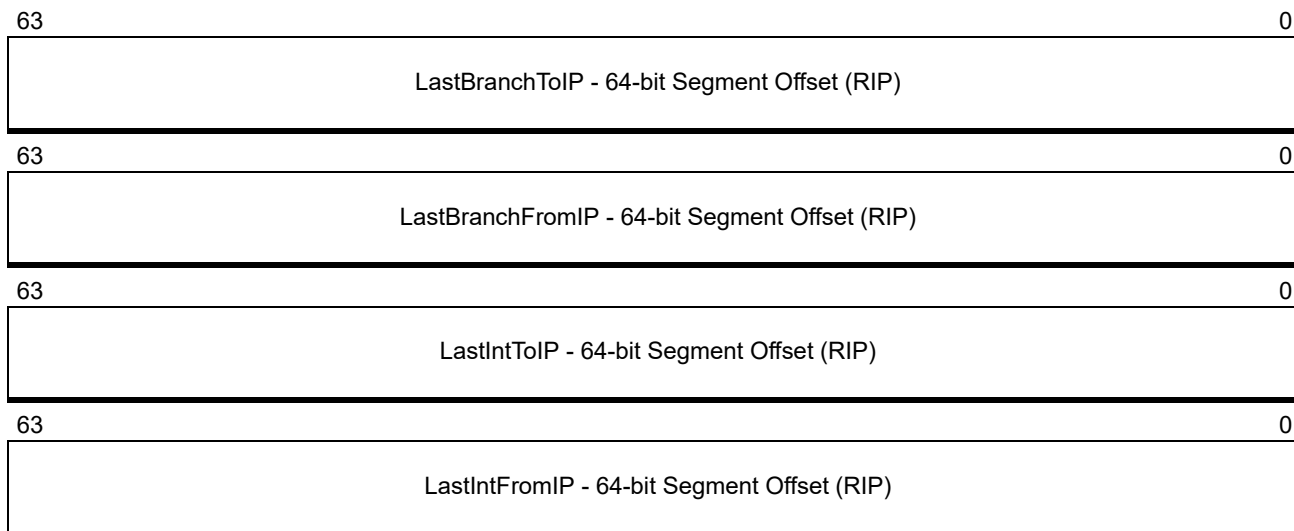 63 0
LastBranchToIP - 64-bit Segment Offset (RIP)
63 0
LastBranchFromIP - 64-bit Segment Offset (RIP)
63 0
LastIntToIP - 64-bit Segment Offset (RIP)
63 0
LastIntFromIP - 64-bit Segment Offset (RIP)